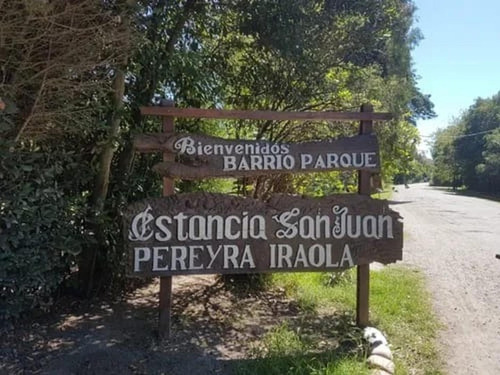 Bienvenidos
BARRIO PARQUE
Estancia San Juan
PEREYRA IRAOLA